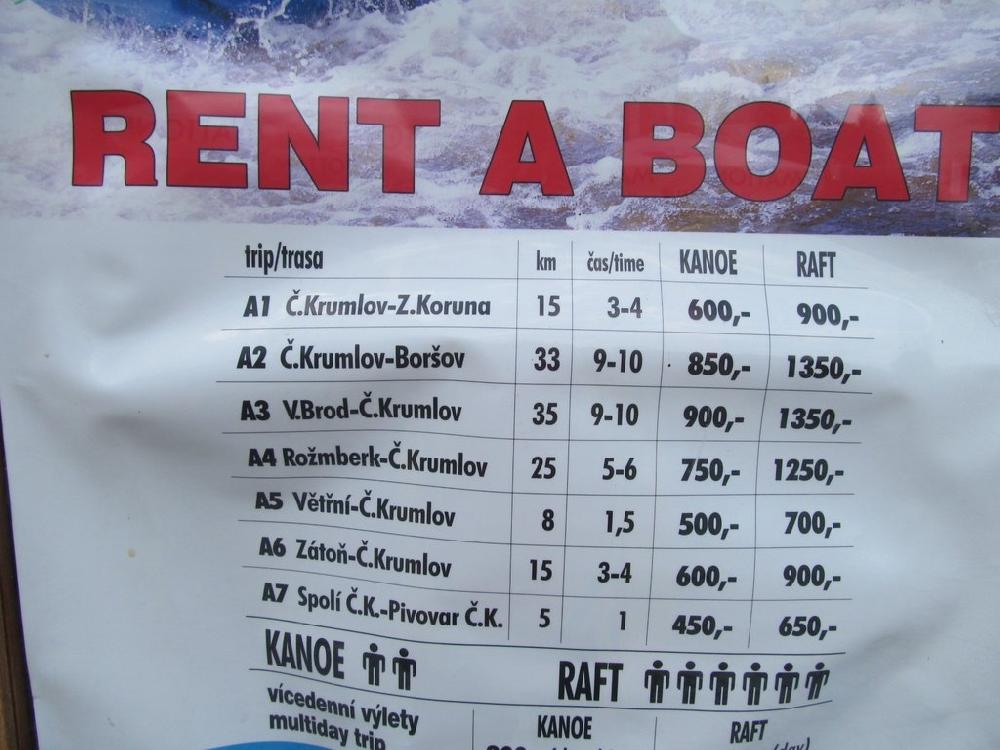 RENT A BOAT
trip/trasa km čas/time KANOE RAFT
A1 Č.Krumlov-Z.Koruna 15 3-4 600,- 900,-
A2 Č.Krumlov-Boršov 33 9-10 850,- 1350,-
A3 V.Brod-Č.Krumlov 35 9-10 900,- 1350,-
A4 Rožmberk-Č.Krumlov 25 5-6 750,- 1250,-
A5 Větřní-Č.Krumlov 8 1,5 500,- 700,-
A6 Zátoň-Č.Krumlov 15 3-4 600,- 900,-
A7 Spolí Č.K.-Pivovar Č.K. 5 1 450,- 650,-
KANOE RAFT
vícedenní výlety KANOE RAFT
multiday trip